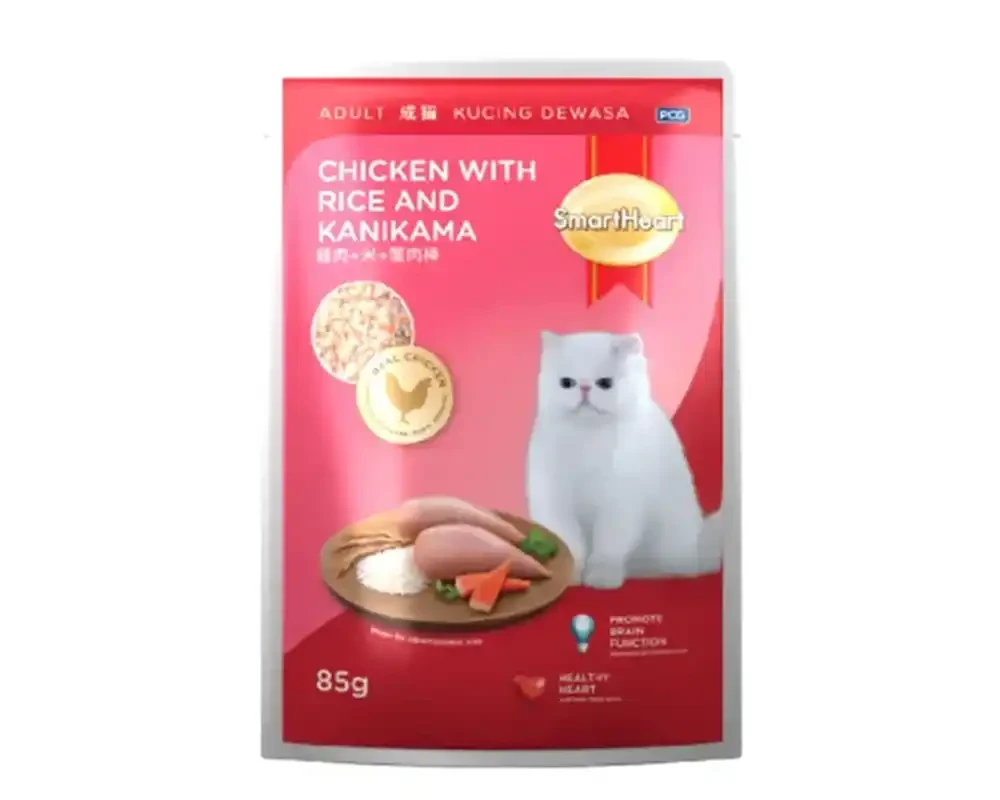 ADULT 成猫 KUCING DEWASA PCG
CHICKEN WITH
RICE AND
KANIKAMA
雞肉+米+蟹肉棒
SmartHeart
REAL CHICKEN
85g
PROMOTE
BRAIN
FUNCTION
HEALTHY
HEART